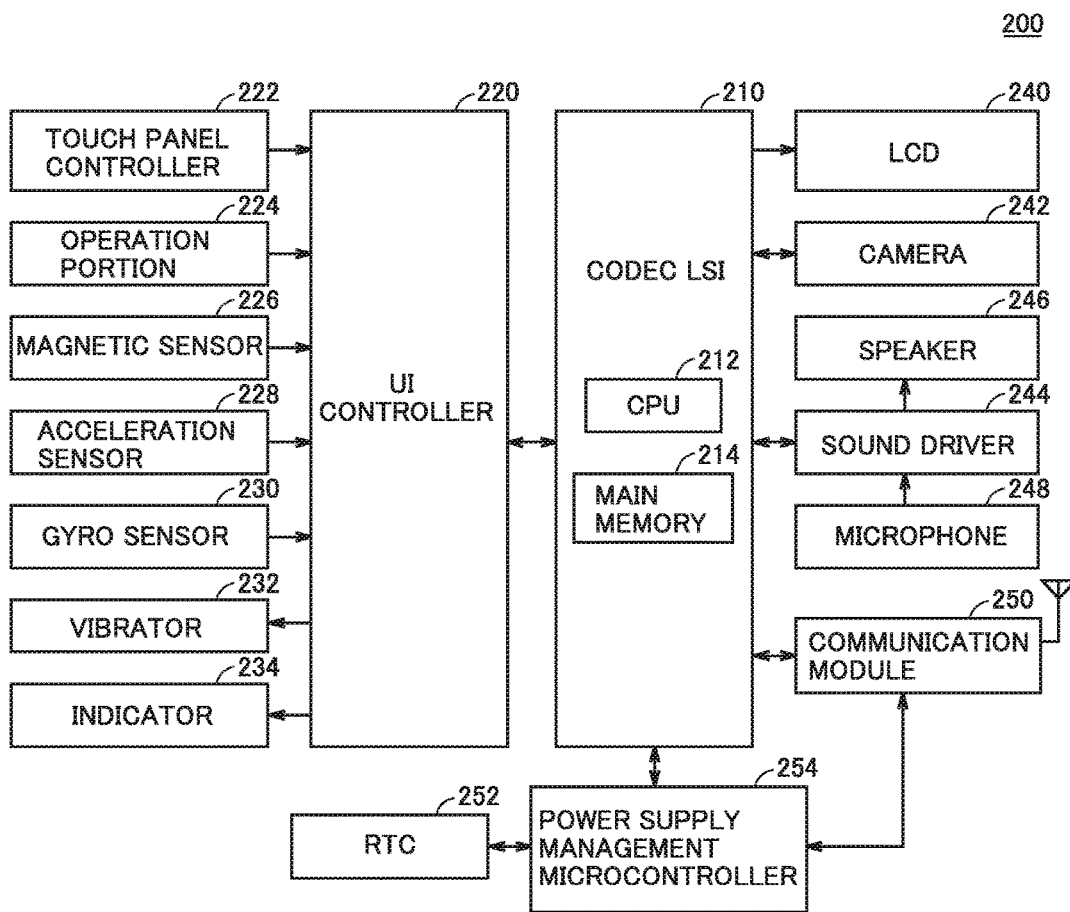 200
222
220
210
240
TOUCH PANEL
CONTROLLER
LCD
224
242
OPERATION
PORTION
CODEC LSI
CAMERA
226
246
MAGNETIC SENSOR
UI
CONTROLLER
SPEAKER
228
212
244
ACCELERATION
SENSOR
CPU
SOUND DRIVER
230
214
248
GYRO SENSOR
MAIN
MEMORY
MICROPHONE
232
250
VIBRATOR
COMMUNICATION
MODULE
234
INDICATOR
254
252
RTC
POWER SUPPLY
MANAGEMENT
MICROCONTROLLER